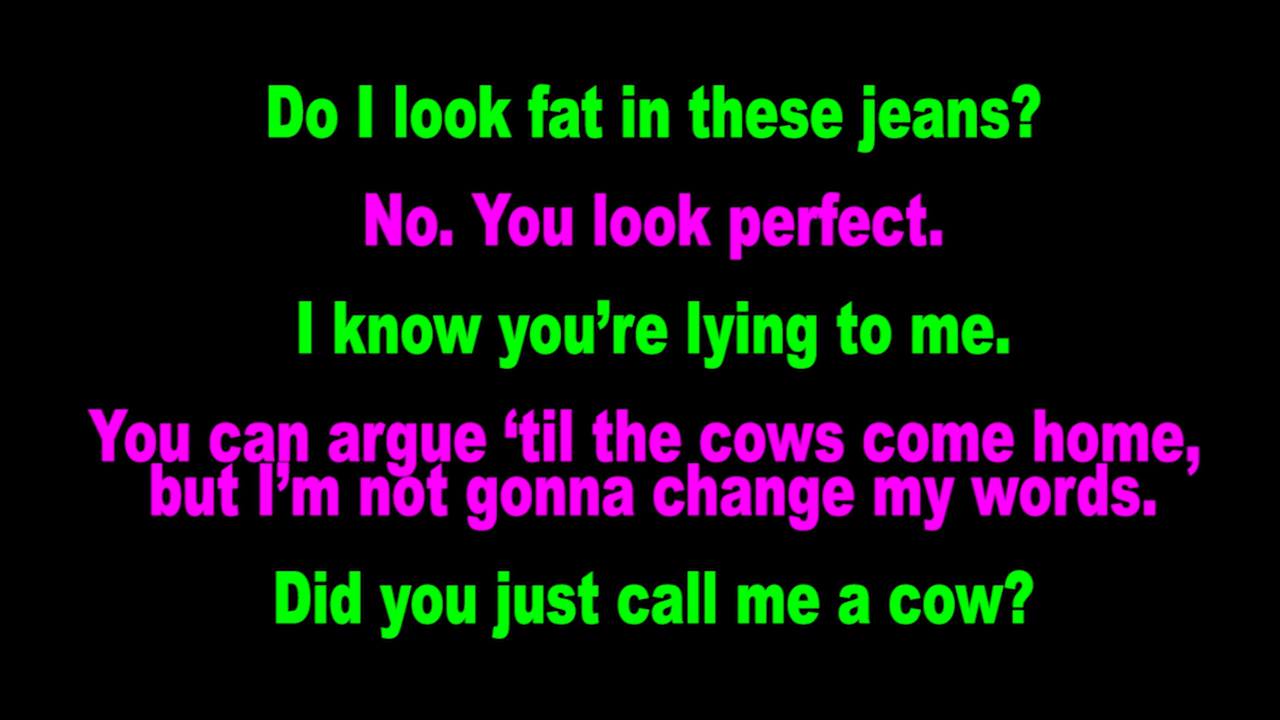 Do I look fat in these jeans?
No. You look perfect.
I know you’re lying to me.
You can argue ‘til the cows come home,
but I’m not gonna change my words.
Did you just call me a cow?